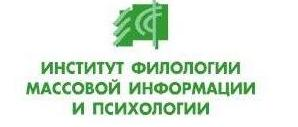 ИНСТИТУТ ФИЛОЛОГИИ
МАССОВОЙ ИНФОРМАЦИИ
И ПСИХОЛОГИИ